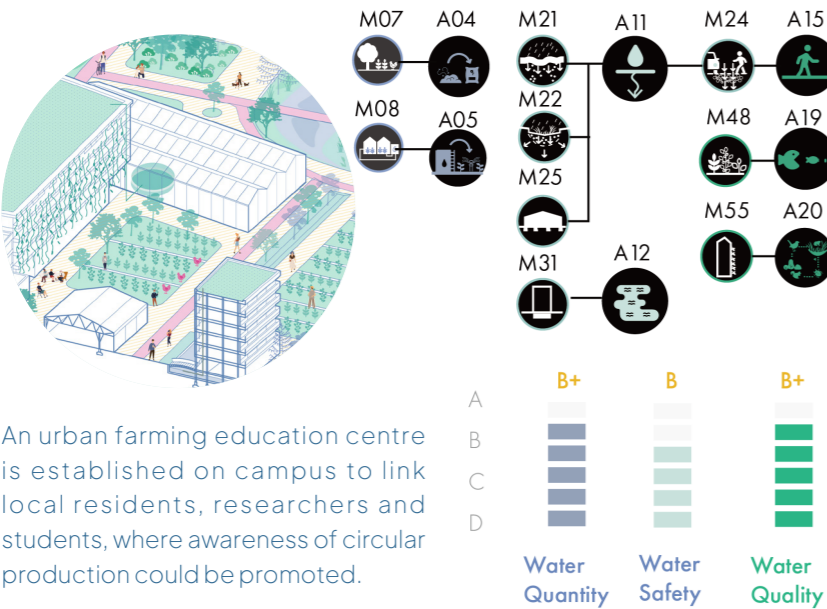 M07 A04 M21 A11 M24 A15
M08 A05 M22 M48 A19
M25 M55 A20
M31 A12
B+ B B+
A
B
C
D
An urban farming education centre
is established on campus to link
local residents, researchers and
students, where awareness of circular
production could be promoted.
Water Water Water
Quantity Safety Quality